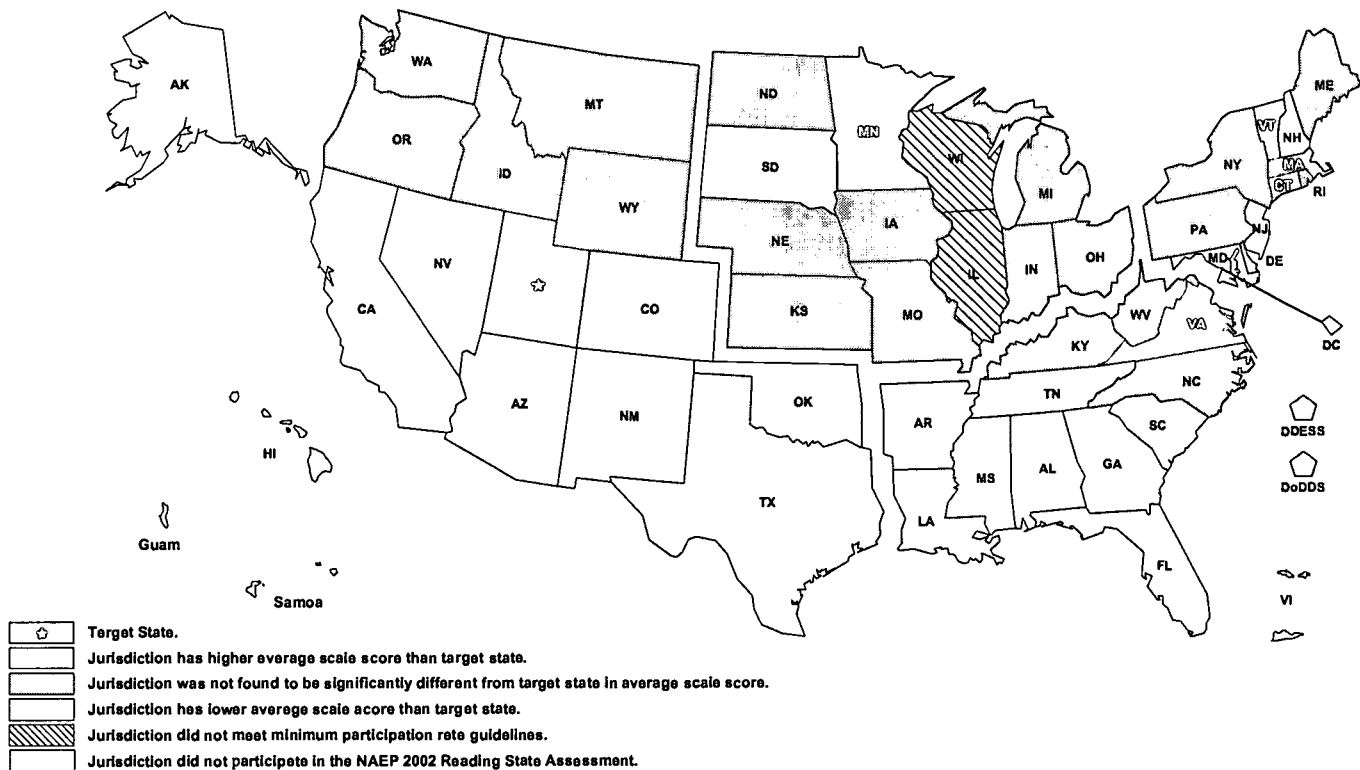 AK
WA
MT
ND
MN
ME
VT
NH
OR
ID
SD
WI
NY
MA
CT
RI
WY
MI
IA
PA
NJ
NE
OH
MD
DE
NV
IL
IN
CA
CO
KS
MO
WV
VA
KY
DC
AZ
NM
OK
TN
NC
AR
SC
DDESS
HI
MS
AL
GA
DoDDS
TX
LA
Guam
FL
Samoa
VI
Target State.
Jurisdiction has higher average scale score than target state.
Jurisdiction was not found to be significantly different from target state in average scale score.
Jurisdiction has lower average scale score than target state.
Jurisdiction did not meet minimum participation rate guidelines.
Jurisdiction did not participate in the NAEP 2002 Reading State Assessment.